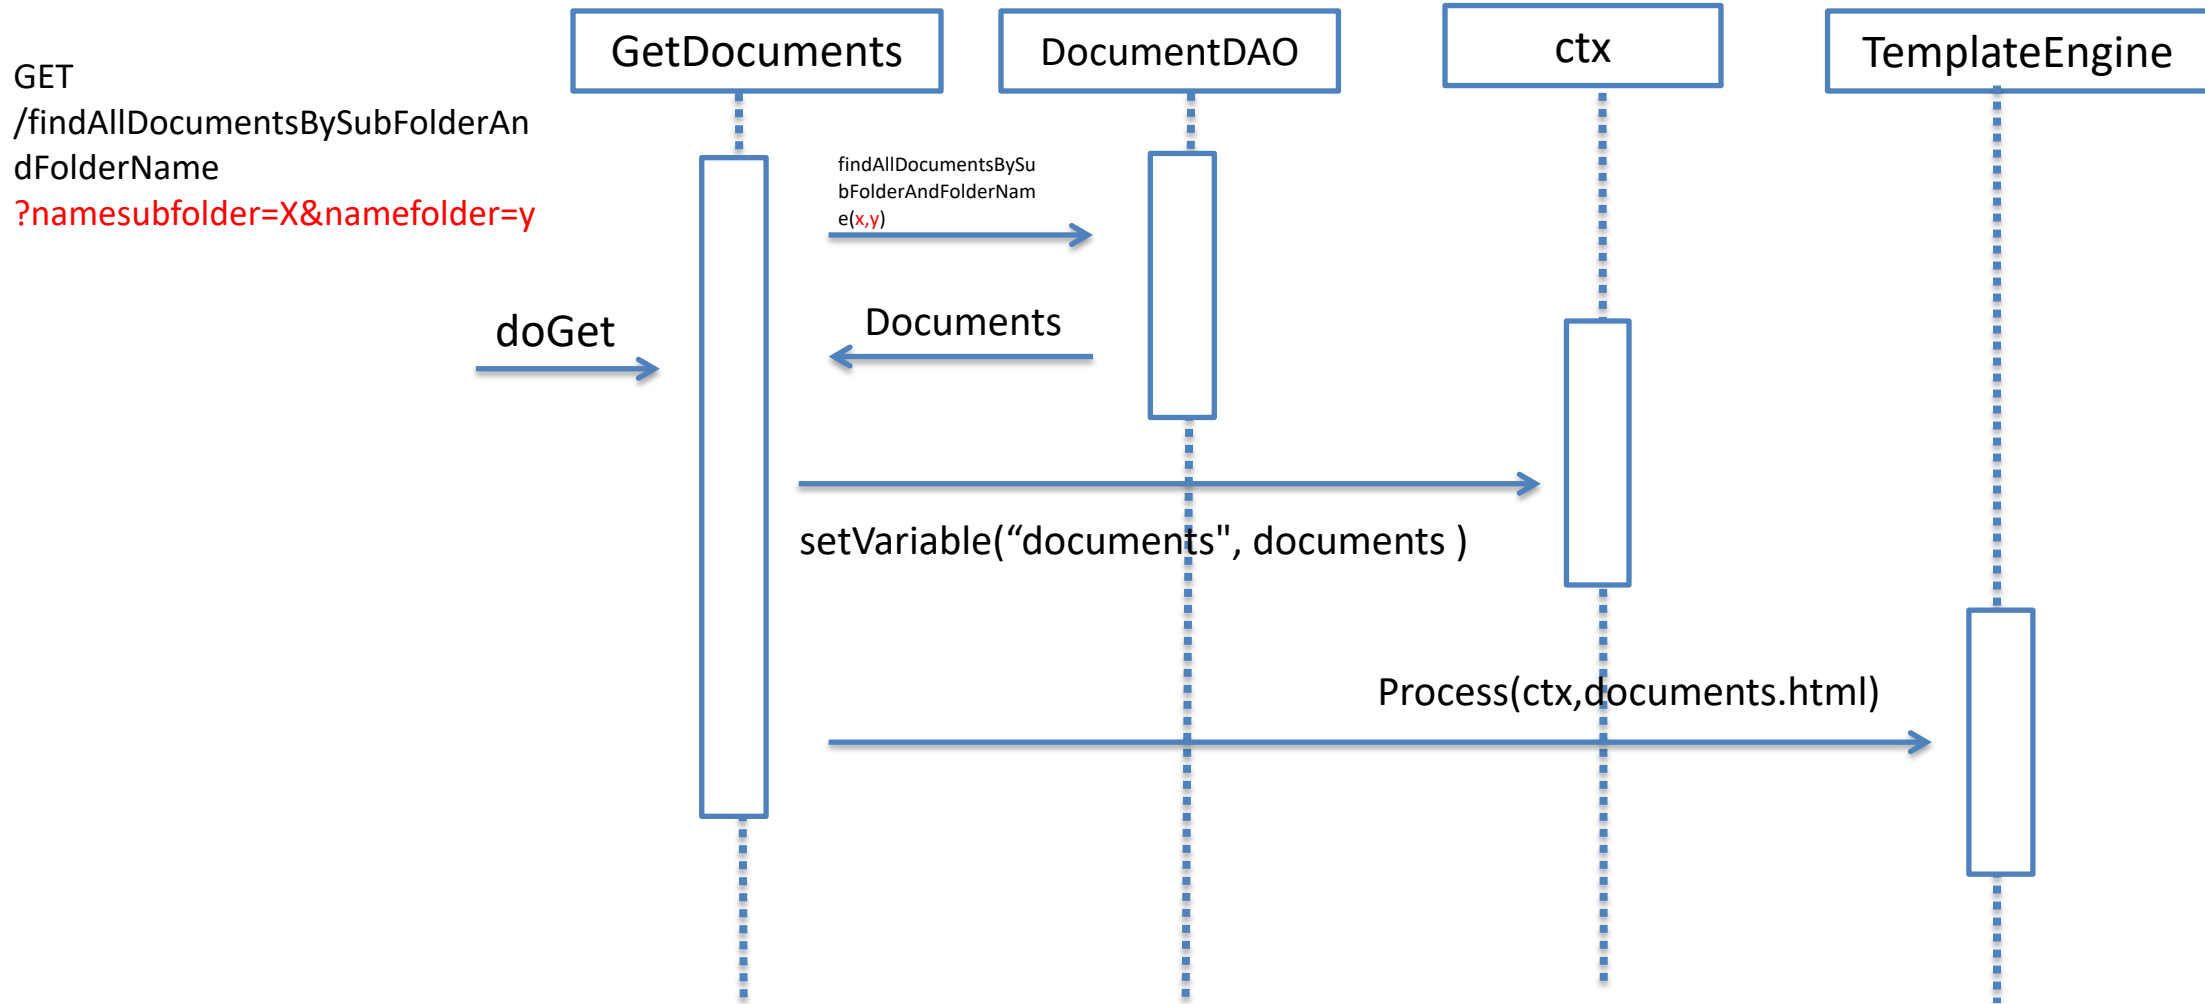 GetDocuments
DocumentDAO
ctx
TemplateEngine
GET
/findAllDocumentsBySubFolderAn
dFolderName
?namesubfolder=X&namefolder=y
findAllDocumentsBySu
bFolderAndFolderNam
e(x,y)
doGet
Documents
setVariable(“documents", documents )
Process(ctx,documents.html)